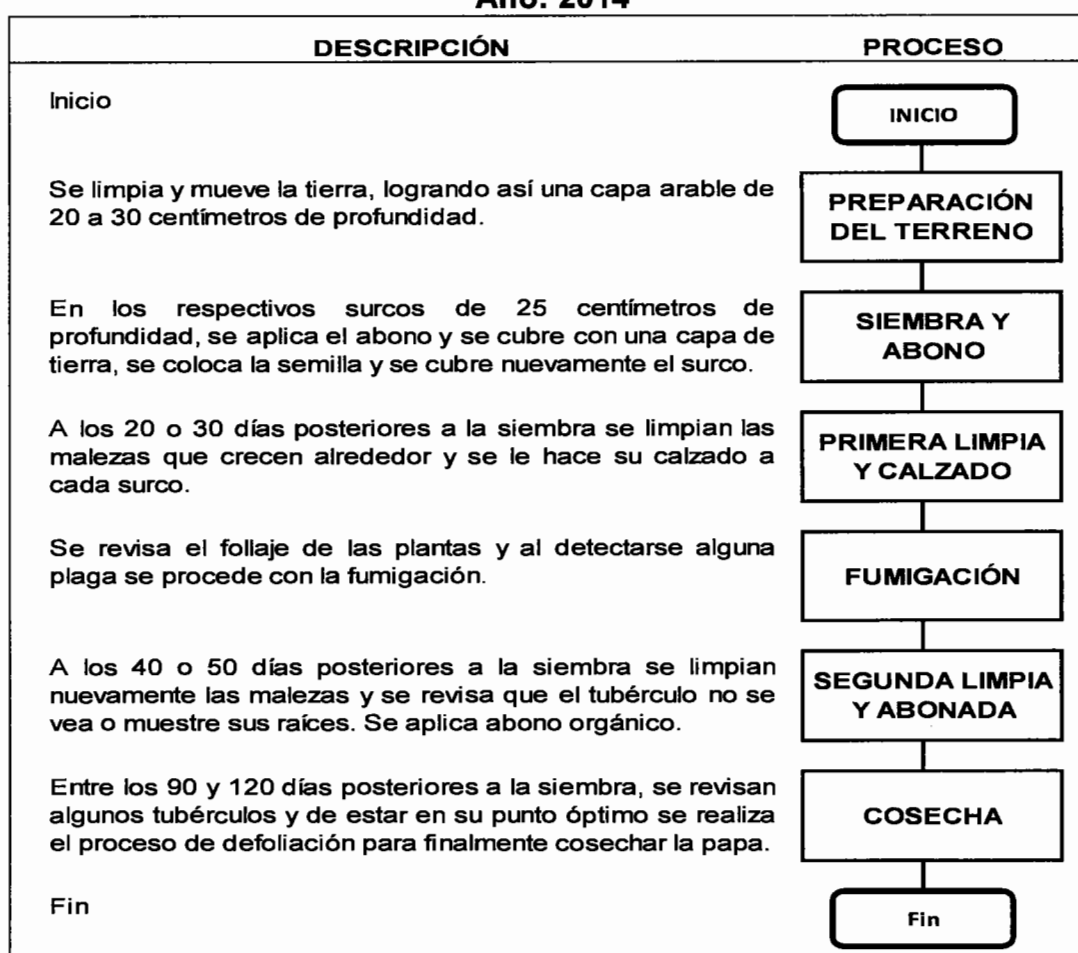 Año: 2014
DESCRIPCIÓN
PROCESO
Inicio
INICIO
Se limpia y mueve la tierra, logrando así una capa arable de
20 a 30 centímetros de profundidad.
PREPARACIÓN
DEL TERRENO
En los respectivos surcos de 25 centímetros de
profundidad, se aplica el abono y se cubre con una capa de
tierra, se coloca la semilla y se cubre nuevamente el surco.
SIEMBRA Y
ABONO
A los 20 o 30 días posteriores a la siembra se limpian las
malezas que crecen alrededor y se le hace su calzado a
cada surco.
PRIMERA LIMPIA
Y CALZADO
Se revisa el follaje de las plantas y al detectarse alguna
plaga se procede con la fumigación.
FUMIGACIÓN
A los 40 o 50 días posteriores a la siembra se limpian
nuevamente las malezas y se revisa que el tubérculo no se
vea o muestre sus raíces. Se aplica abono orgánico.
SEGUNDA LIMPIA
Y ABONADA
Entre los 90 y 120 días posteriores a la siembra, se revisan
algunos tubérculos y de estar en su punto óptimo se realiza
el proceso de defoliación para finalmente cosechar la papa.
COSECHA
Fin
Fin